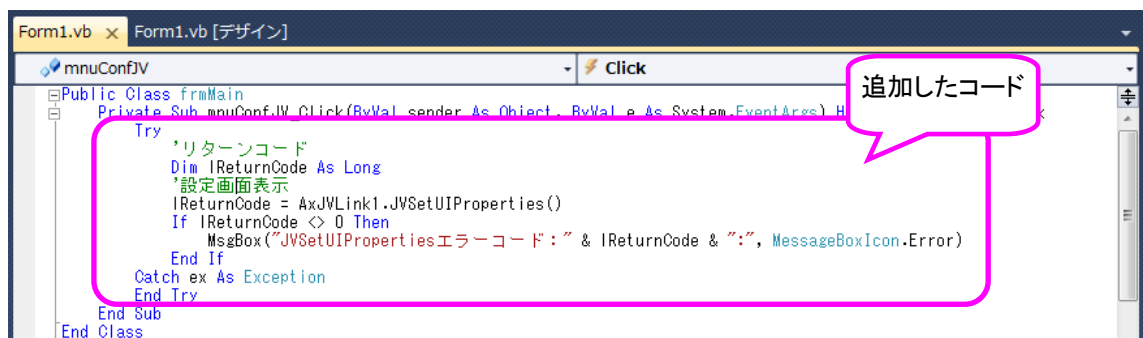 Form1.vb × Form1.vb [デザイン]
mnuConfJV Click
追加したコード
Public Class frmMain
Private Sub mnuConfJV_Click(ByVal sender As Object, ByVal e As System.EventArgs)
Try
'リターンコード
Dim lReturnCode As Long
'設定画面表示
lReturnCode = AxJVLink1.JVSetUIProperties()
If lReturnCode <> 0 Then
MsgBox("JVSetUIPropertiesエラーコード:" & lReturnCode & ":", MessageBoxIcon.Error)
End If
Catch ex As Exception
End Try
End Sub
End Class